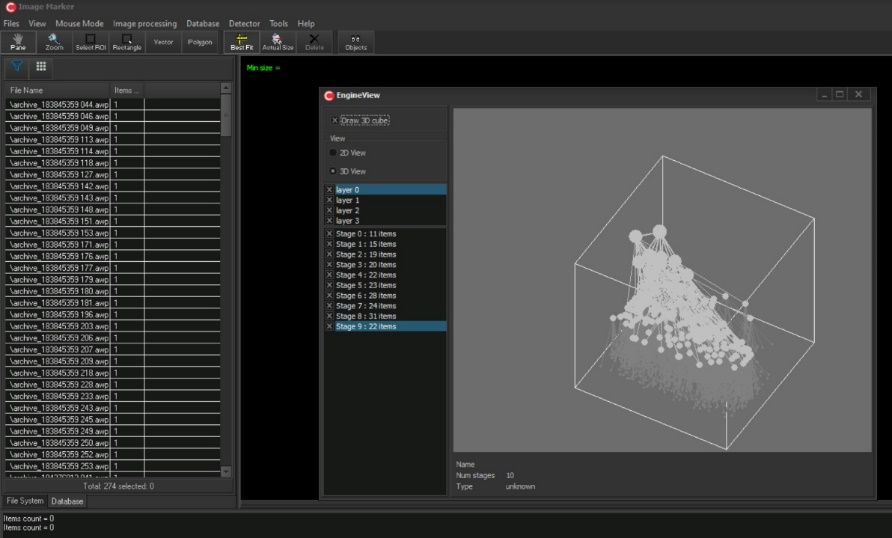 Image Marker
Files View Mouse Mode Image processing Database Detector Tools Help
Pane Zoom Select ROI Rectangle Vector Polygon Best Fit Actual Size Delete Objects
Min size =
File Name Items ...
\archive_183845359 044.awp 1
\archive_183845359 046.awp 1
\archive_183845359 049.awp 1
\archive_183845359 113.awp 1
\archive_183845359 114.awp 1
\archive_183845359 118.awp 1
\archive_183845359 127.awp 1
\archive_183845359 142.awp 1
\archive_183845359 143.awp 1
\archive_183845359 148.awp 1
\archive_183845359 151.awp 1
\archive_183845359 153.awp 1
\archive_183845359 171.awp 1
\archive_183845359 176.awp 1
\archive_183845359 177.awp 1
\archive_183845359 179.awp 1
\archive_183845359 180.awp 1
\archive_183845359 181.awp 1
\archive_183845359 196.awp 1
\archive_183845359 203.awp 1
\archive_183845359 206.awp 1
\archive_183845359 207.awp 1
\archive_183845359 209.awp 1
\archive_183845359 218.awp 1
\archive_183845359 228.awp 1
\archive_183845359 233.awp 1
\archive_183845359 243.awp 1
\archive_183845359 245.awp 1
\archive_183845359 249.awp 1
\archive_183845359 250.awp 1
\archive_183845359 252.awp 1
\archive_183845359 253.awp 1
Total: 274 selected: 0
File System Database
Items count = 0
Items count = 0
EngineView
Draw 3D cube
View
2D View
3D View
layer 0
layer 1
layer 2
layer 3
Stage 0 : 11 items
Stage 1 : 15 items
Stage 2 : 19 items
Stage 3 : 20 items
Stage 4 : 22 items
Stage 5 : 23 items
Stage 6 : 28 items
Stage 7 : 24 items
Stage 8 : 31 items
Stage 9 : 22 items
Name
Num stages 10
Type unknown